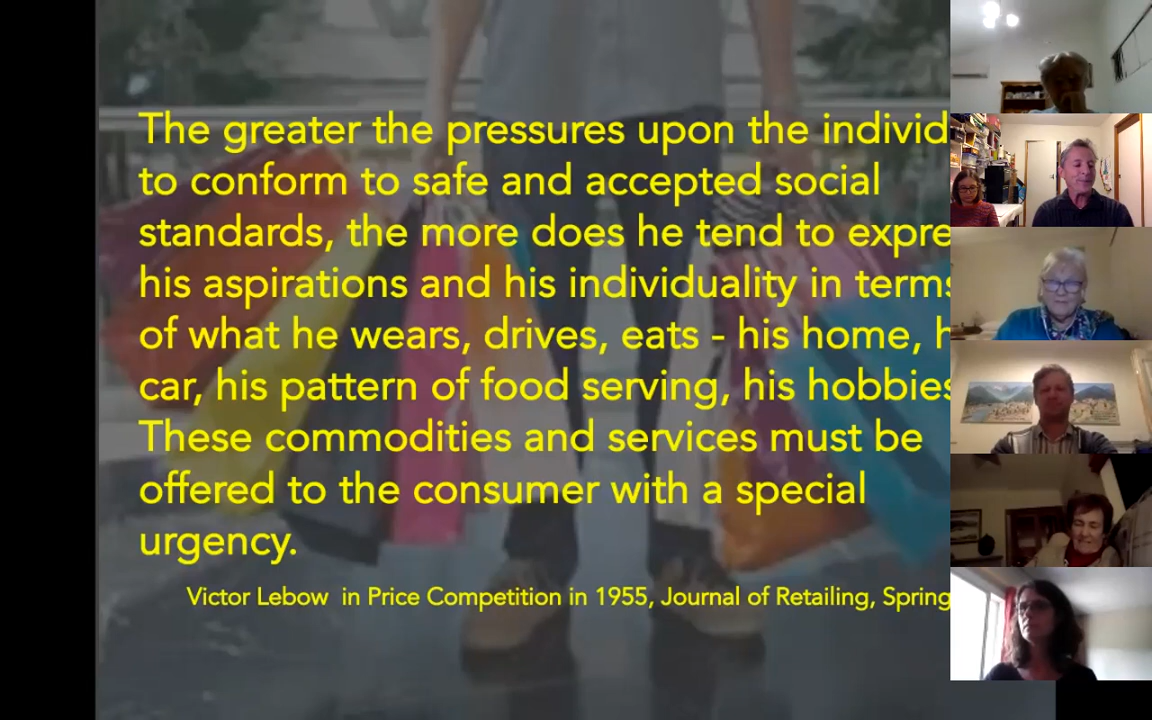 The greater the pressures upon the individ
to conform to safe and accepted social
standards, the more does he tend to expre
his aspirations and his individuality in terms
of what he wears, drives, eats - his home, h
car, his pattern of food serving, his hobbies
These commodities and services must be
offered to the consumer with a special
urgency.
Victor Lebow in Price Competition in 1955, Journal of Retailing, Spring